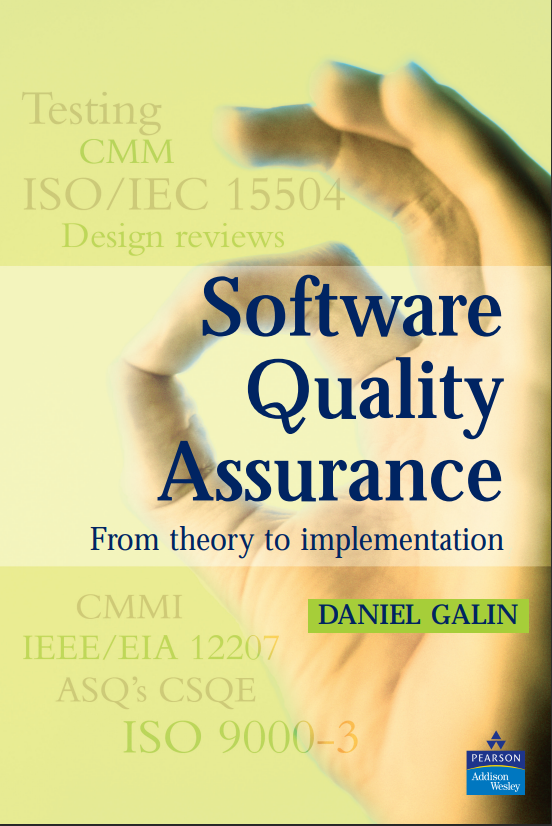 Testing
CMM
ISO/IEC 15504
Design reviews
Software
Quality
Assurance
From theory to implementation
DANIEL GALIN
CMMI
IEEE/EIA 12207
ASQ's CSQE
ISO 9000-3
PEARSON
Addison
Wesley